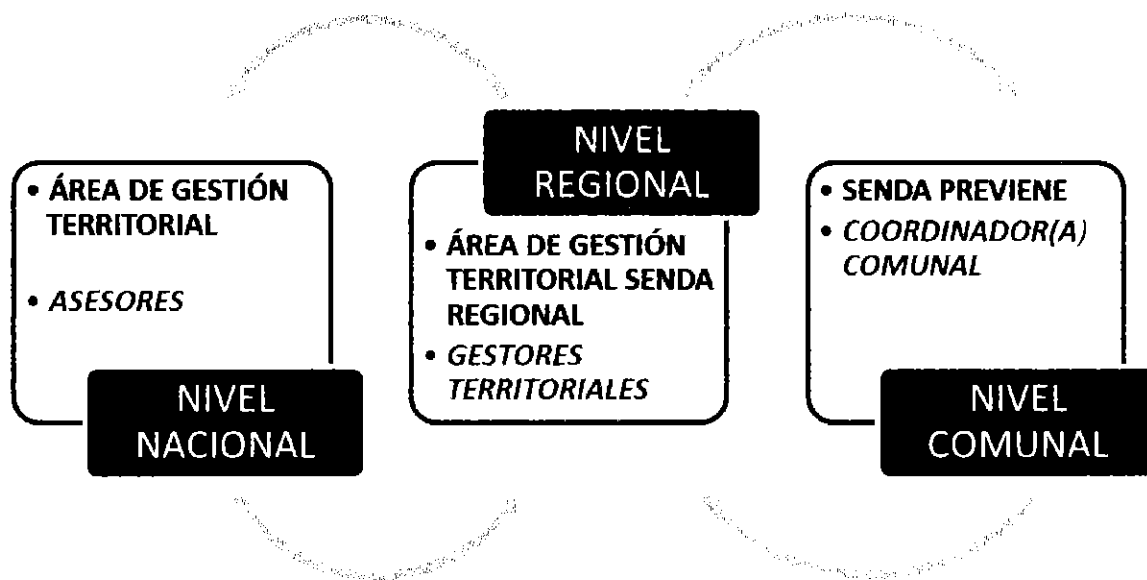 • ÁREA DE GESTIÓN
TERRITORIAL
• ASESORES
NIVEL
NACIONAL
NIVEL
REGIONAL
• ÁREA DE GESTIÓN
TERRITORIAL SENDA
REGIONAL
• GESTORES
TERRITORIALES
• SENDA PREVIENE
• COORDINADOR(A)
COMUNAL
NIVEL
COMUNAL